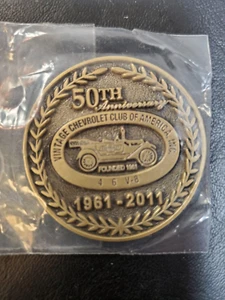 50TH
Anniversary
VINTAGE CHEVROLET CLUB OF AMERICA, INC.
FOUNDED 1961
4 6 V-8
1961-2011